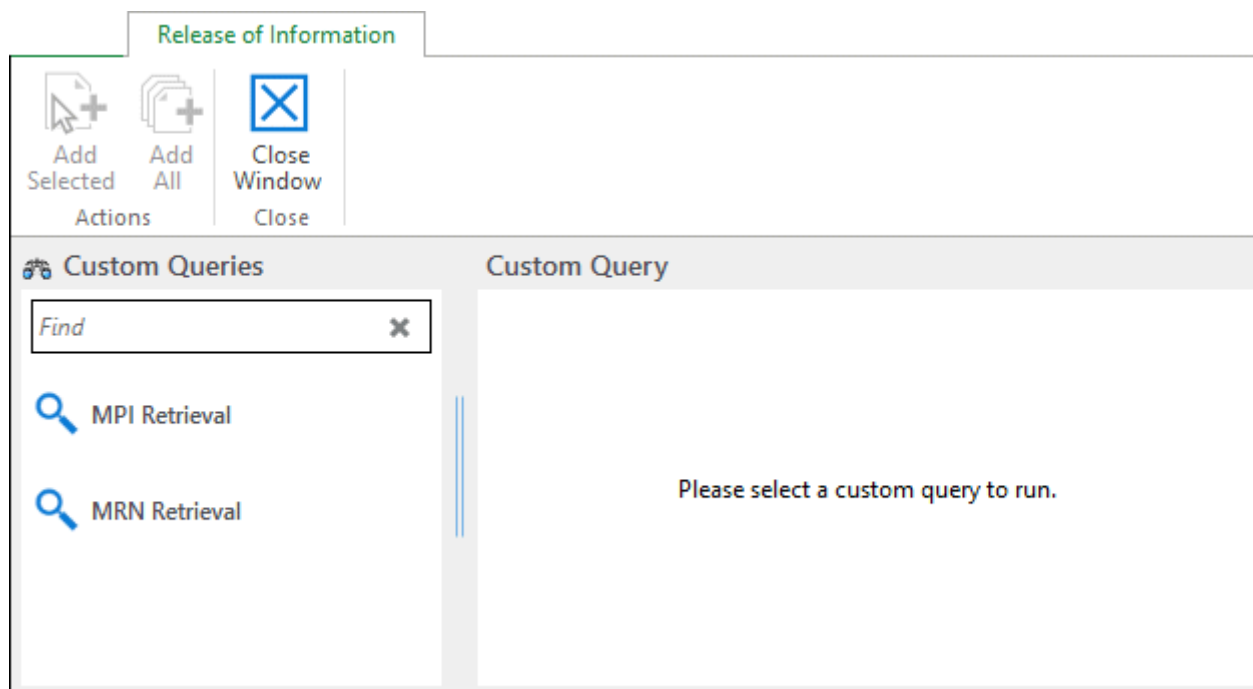 Release of Information
Add Selected
Add All
Close Window
Actions
Close
Custom Queries
Custom Query
Find
MPI Retrieval
MRN Retrieval
Please select a custom query to run.